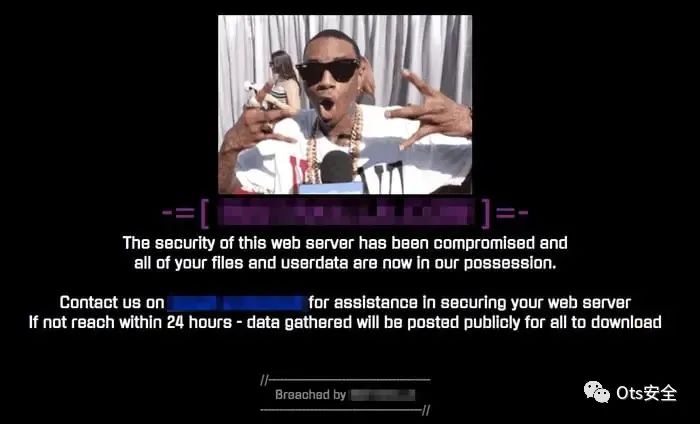 -=[ ]=-
The security of this web server has been compromised and
all of your files and userdata are now in our possession.
Contact us on for assistance in securing your web server
If not reach within 24 hours - data gathered will be posted publicly for all to download
//--------------------------------------
Breached by
--------------------------------------//
Ots安全